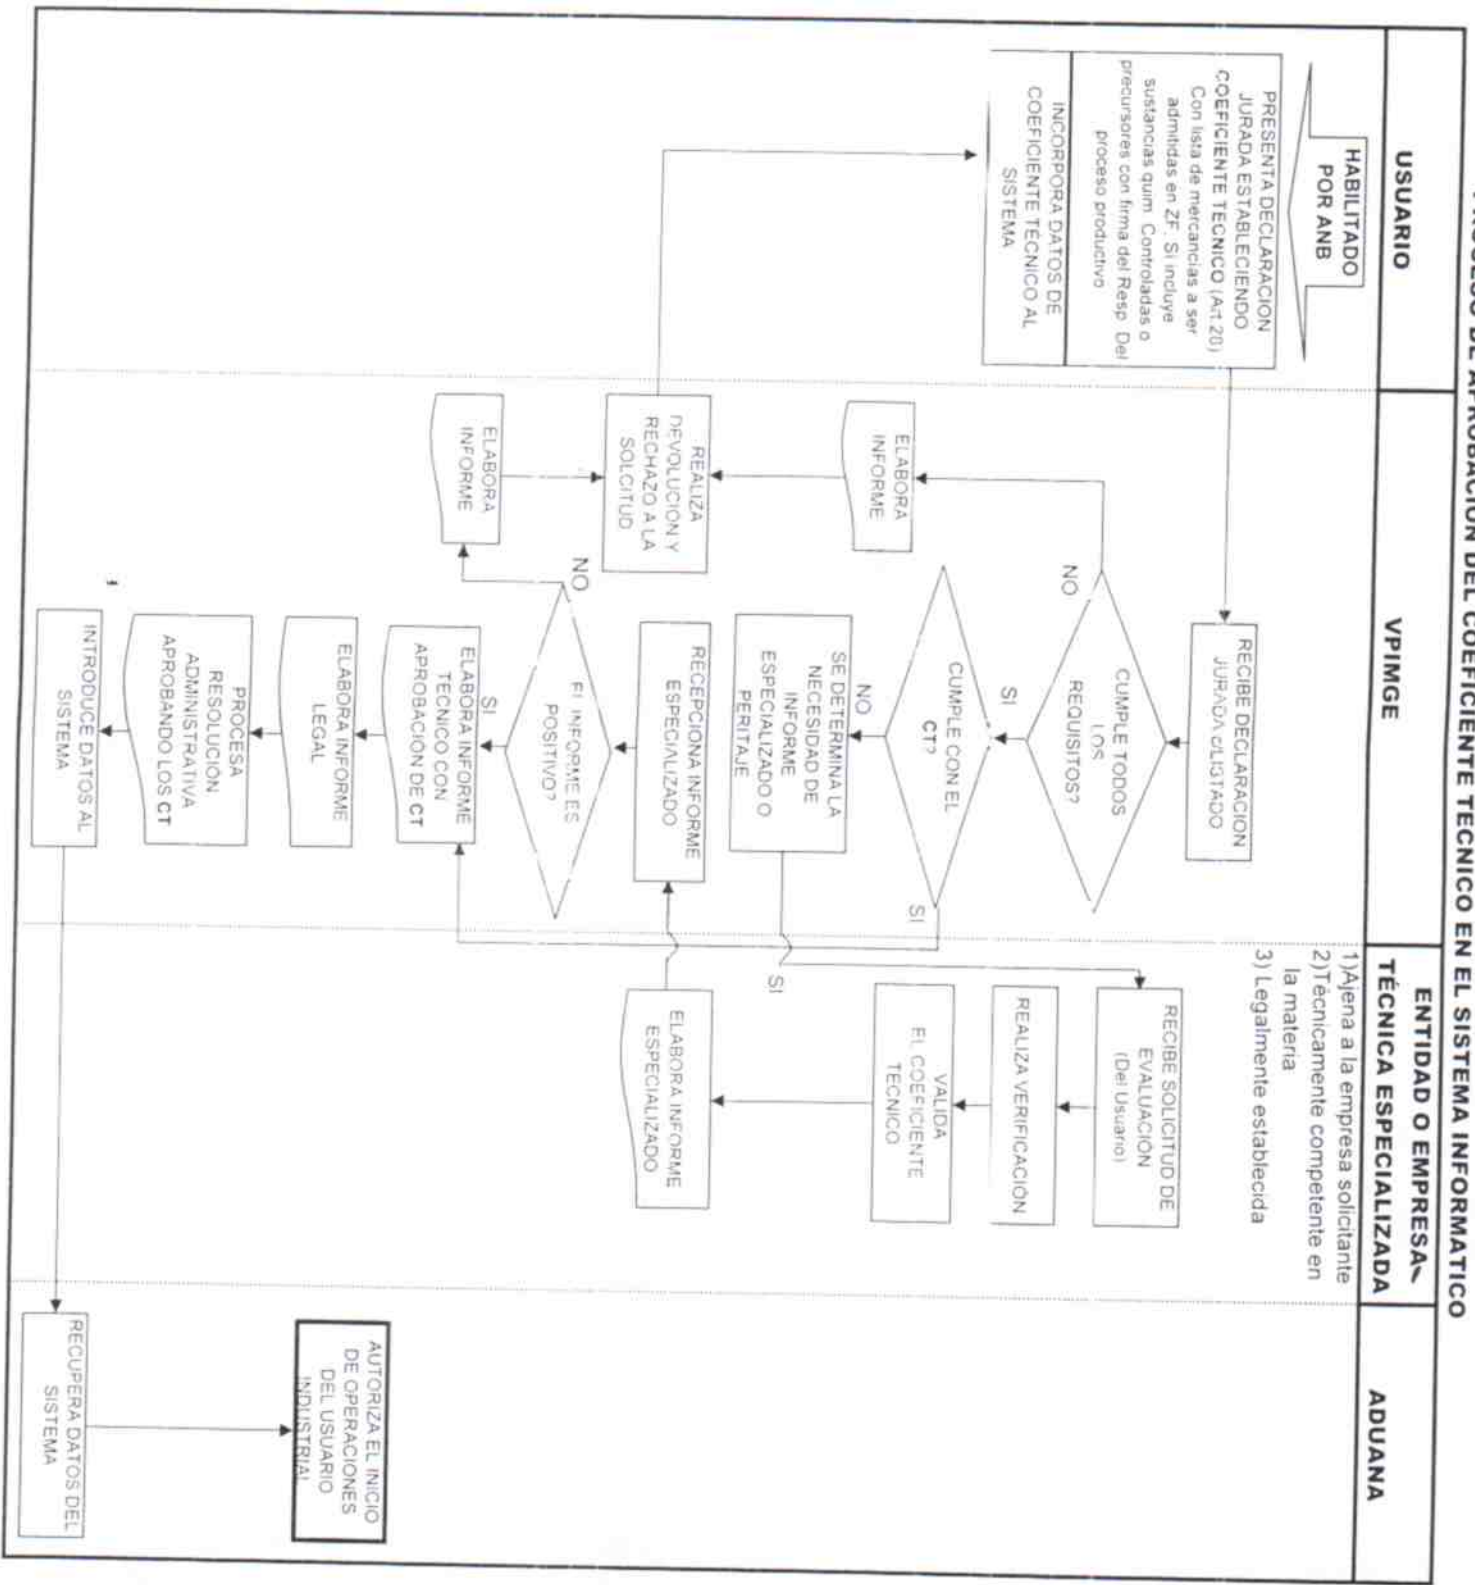 PROCESO DE APROBACION DEL COEFICIENTE TECNICO EN EL SISTEMA INFORMATICO
USUARIO
VPIMGE
ENTIDAD O EMPRESA
TÉCNICA ESPECIALIZADA
ADUANA
HABILITADO
POR ANB
PRESENTA DECLARACION
JURADA ESTABLECIENDO
COEFICIENTE TECNICO (Art.28)
Con lista de mercancias a ser
admitidas en ZF. Si incluye
sustancias quim. Controladas o
precursores con firma del Resp. Del
proceso productivo
INCORPORA DATOS DE
COEFICIENTE TÉCNICO AL
SISTEMA
RECIBE DECLARACION
JURADA c/LISTADO
CUMPLE TODOS
LOS
REQUISITOS?
NO
SI
ELABORA
INFORME
CUMPLE CON EL
CT?
NO
SI
SE DETERMINA LA
NECESIDAD DE
INFORME
ESPECIALIZADO O
PERITAJE
SI
REALIZA
DEVOLUCION Y
RECHAZO A LA
SOLCITUD
RECEPCIONA INFORME
ESPECIALIZADO
EL INFORME ES
POSITIVO?
NO
SI
ELABORA
INFORME
ELABORA INFORME
TECNICO CON
APROBACION DE CT
ELABORA INFORME
LEGAL
PROCESA
RESOLUCIÓN
ADMINISTRATIVA
APROBANDO LOS CT
INTRODUCE DATOS AL
SISTEMA
1)Ajena a la empresa solicitante
2)Técnicamente competente en
la materia
3) Legalmente establecida
RECIBE SOLICITUD DE
EVALUACIÓN
(Del Usuario)
REALIZA VERIFICACIÓN
VALIDA
EL COEFICIENTE
TECNICO
ELABORA INFORME
ESPECIALIZADO
AUTORIZA EL INICIO
DE OPERACIONES
DEL USUARIO
INDUSTRIAL
RECUPERA DATOS DEL
SISTEMA